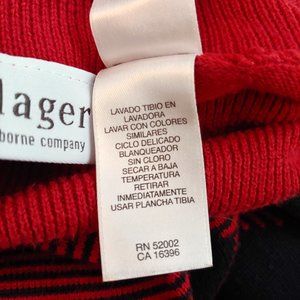 lager
borne company
LAVADO TIBIO EN
LAVADORA
LAVAR CON COLORES
SIMILARES
CICLO DELICADO
BLANQUEADOR
SIN CLORO
SECAR A BAJA
TEMPERATURA
RETIRAR
INMEDIATAMENTE
USAR PLANCHA TIBIA
RN 52002
CA 16396